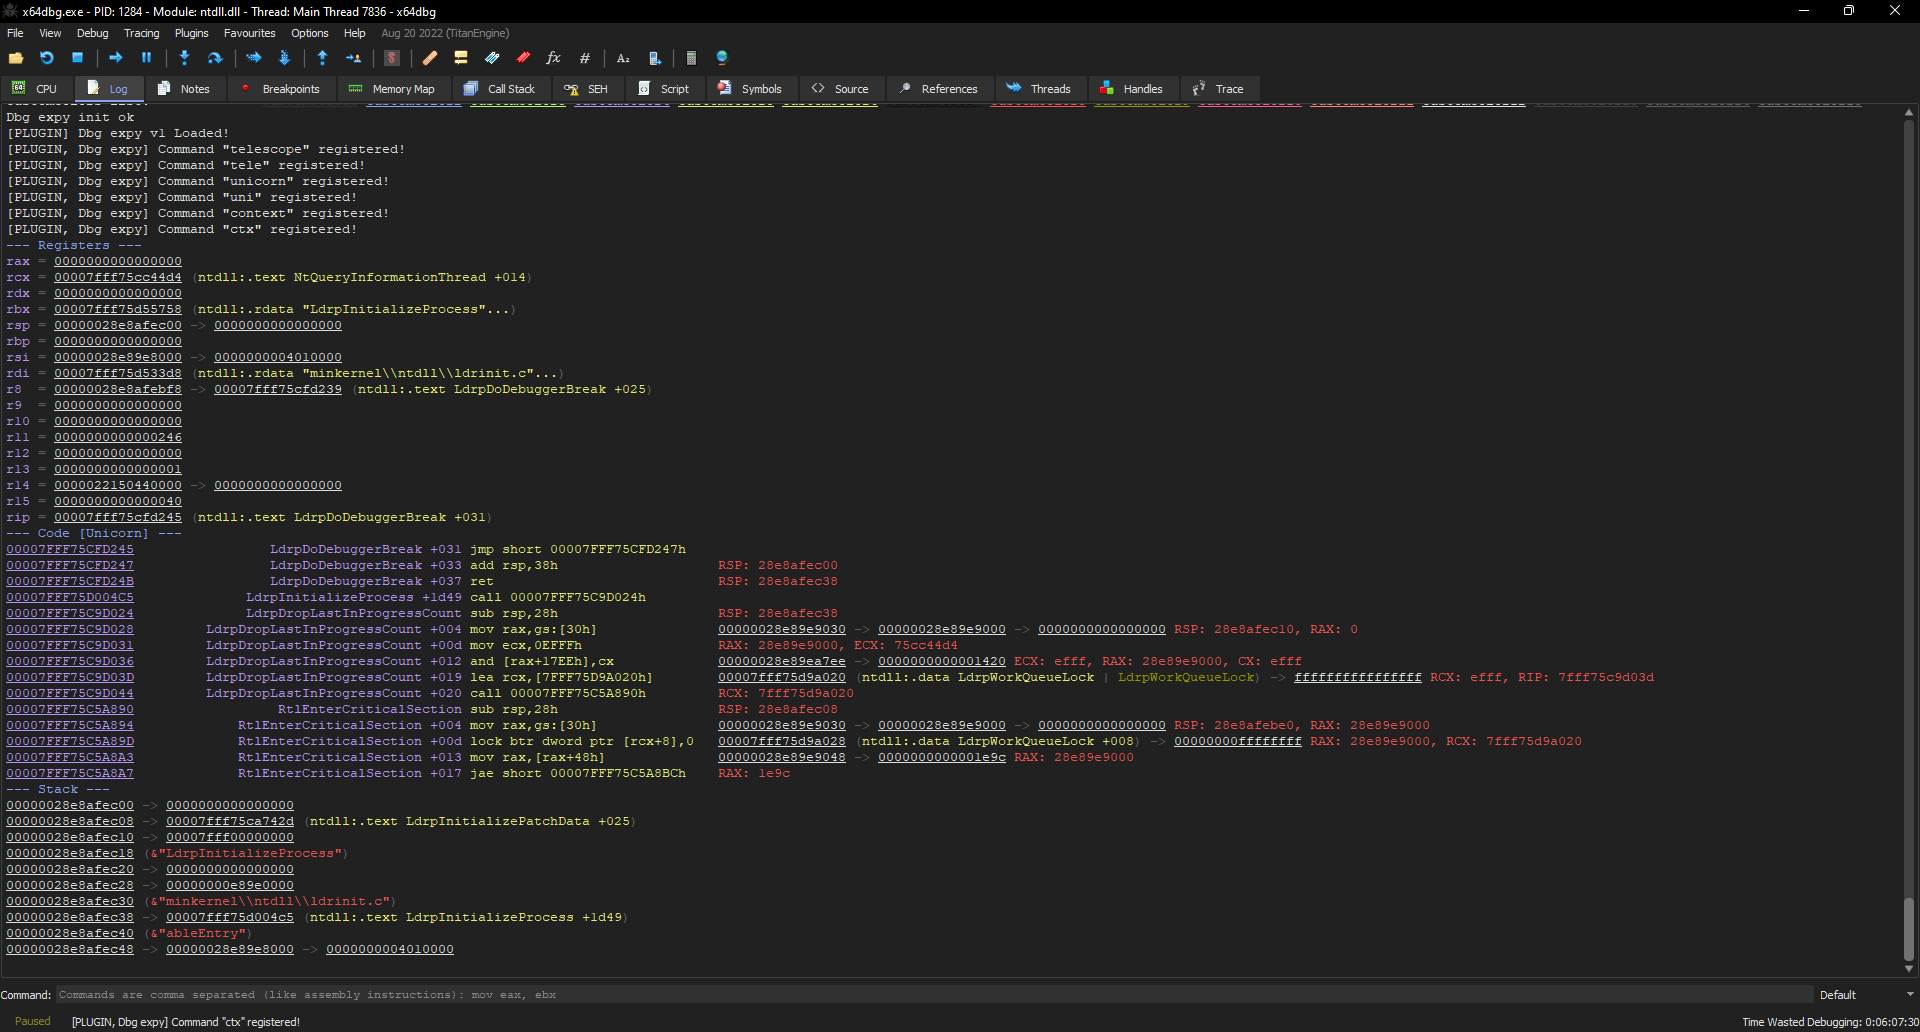 x64dbg.exe - PID: 1284 - Module: ntdll.dll - Thread: Main Thread 7836 - x64dbg
File View Debug Tracing Plugins Favourites Options Help Aug 20 2022 (TitanEngine)
CPU Log Notes Breakpoints Memory Map Call Stack SEH Script Symbols Source References Threads Handles Trace
Dbg expy init ok
[PLUGIN] Dbg expy v1 Loaded!
[PLUGIN, Dbg expy] Command "telescope" registered!
[PLUGIN, Dbg expy] Command "tele" registered!
[PLUGIN, Dbg expy] Command "unicorn" registered!
[PLUGIN, Dbg expy] Command "uni" registered!
[PLUGIN, Dbg expy] Command "context" registered!
[PLUGIN, Dbg expy] Command "ctx" registered!
--- Registers ---
rax = 0000000000000000
rcx = 00007fff75cc44d4 (ntdll:.text NtQueryInformationThread +014)
rdx = 0000000000000000
rbx = 00007fff75d55758 (ntdll:.rdata "LdrpInitializeProcess"...)
rsp = 00000028e8afec00 -> 0000000000000000
rbp = 0000000000000000
rsi = 00000028e89e8000 -> 0000000004010000
rdi = 00007fff75d533d8 (ntdll:.rdata "minkernel\\ntdll\\ldrinit.c"...)
r8 = 00000028e8afebf8 -> 00007fff75cfd239 (ntdll:.text LdrpDoDebuggerBreak +025)
r9 = 0000000000000000
r10 = 0000000000000000
r11 = 0000000000000246
r12 = 0000000000000000
r13 = 0000000000000001
r14 = 0000022150440000 -> 0000000000000000
r15 = 0000000000000040
rip = 00007fff75cfd245 (ntdll:.text LdrpDoDebuggerBreak +031)
--- Code [Unicorn] ---
00007FFF75CFD245 LdrpDoDebuggerBreak +031 jmp short 00007FFF75CFD247h
00007FFF75CFD247 LdrpDoDebuggerBreak +033 add rsp,38h RSP: 28e8afec00
00007FFF75CFD24B LdrpDoDebuggerBreak +037 ret RSP: 28e8afec38
00007FFF75D004C5 LdrpInitializeProcess +1d49 call 00007FFF75C9D024h
00007FFF75C9D024 LdrpDropLastInProgressCount sub rsp,28h RSP: 28e8afec38
00007FFF75C9D028 LdrpDropLastInProgressCount +004 mov rax,gs:[30h] 00000028e89e9030 -> 00000028e89e9000 -> 0000000000000000 RSP: 28e8afec10, RAX: 0
00007FFF75C9D031 LdrpDropLastInProgressCount +00d mov ecx,0EFFFh RAX: 28e89e9000, ECX: 75cc44d4
00007FFF75C9D036 LdrpDropLastInProgressCount +012 and [rax+17EEh],cx 00000028e89ea7ee -> 0000000000001420 ECX: efff, RAX: 28e89e9000, CX: efff
00007FFF75C9D03D LdrpDropLastInProgressCount +019 lea rcx,[7FFF75D9A020h] 00007fff75d9a020 (ntdll:.data LdrpWorkQueueLock | LdrpWorkQueueLock) -> ffffffffffffffff RCX: efff, RIP: 7fff75c9d03d
00007FFF75C9D044 LdrpDropLastInProgressCount +020 call 00007FFF75C5A890h RCX: 7fff75d9a020
00007FFF75C5A890 RtlEnterCriticalSection sub rsp,28h RSP: 28e8afec08
00007FFF75C5A894 RtlEnterCriticalSection +004 mov rax,gs:[30h] 00000028e89e9030 -> 00000028e89e9000 -> 0000000000000000 RSP: 28e8afebe0, RAX: 28e89e9000
00007FFF75C5A89D RtlEnterCriticalSection +00d lock btr dword ptr [rcx+8],0 00007fff75d9a028 (ntdll:.data LdrpWorkQueueLock +008) -> 00000000ffffffff RAX: 28e89e9000, RCX: 7fff75d9a020
00007FFF75C5A8A3 RtlEnterCriticalSection +013 mov rax,[rax+48h] 00000028e89e9048 -> 0000000000001e9c RAX: 28e89e9000
00007FFF75C5A8A7 RtlEnterCriticalSection +017 jae short 00007FFF75C5A8BCh RAX: 1e9c
--- Stack ---
00000028e8afec00 -> 0000000000000000
00000028e8afec08 -> 00007fff75ca742d (ntdll:.text LdrpInitializePatchData +025)
00000028e8afec10 -> 00007fff00000000
00000028e8afec18 (&"LdrpInitializeProcess")
00000028e8afec20 -> 0000000000000000
00000028e8afec28 -> 00000000e89e0000
00000028e8afec30 (&"minkernel\\ntdll\\ldrinit.c")
00000028e8afec38 -> 00007fff75d004c5 (ntdll:.text LdrpInitializeProcess +1d49)
00000028e8afec40 (&"ableEntry")
00000028e8afec48 -> 00000028e89e8000 -> 0000000004010000
Command: Commands are comma separated (like assembly instructions): mov eax, ebx Default
Paused [PLUGIN, Dbg expy] Command "ctx" registered! Time Wasted Debugging: 0:06:07:30